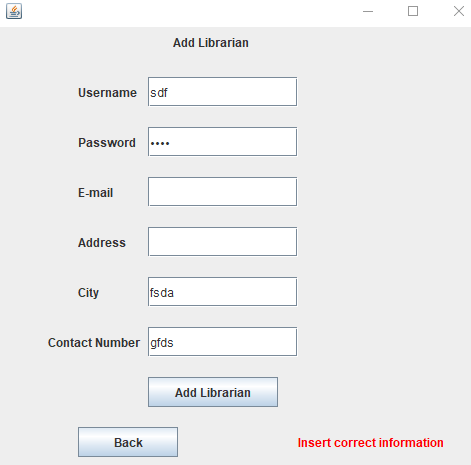 Add Librarian
Username sdf
Password ••••
E-mail
Address
City fsda
Contact Number gfds
Add Librarian
Back Insert correct information